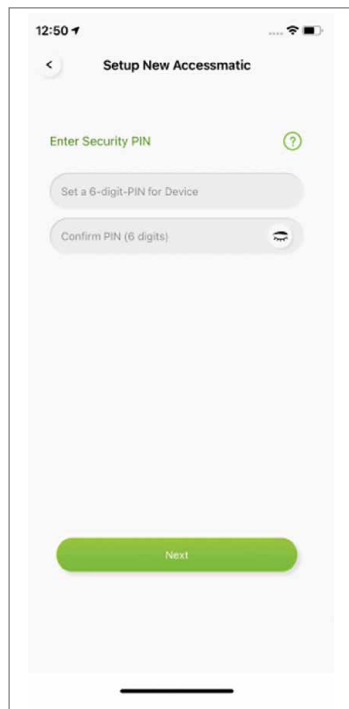 12:50
Setup New Accessmatic
Enter Security PIN
?
Set a 6-digit-PIN for Device
Confirm PIN (6 digits)
Next